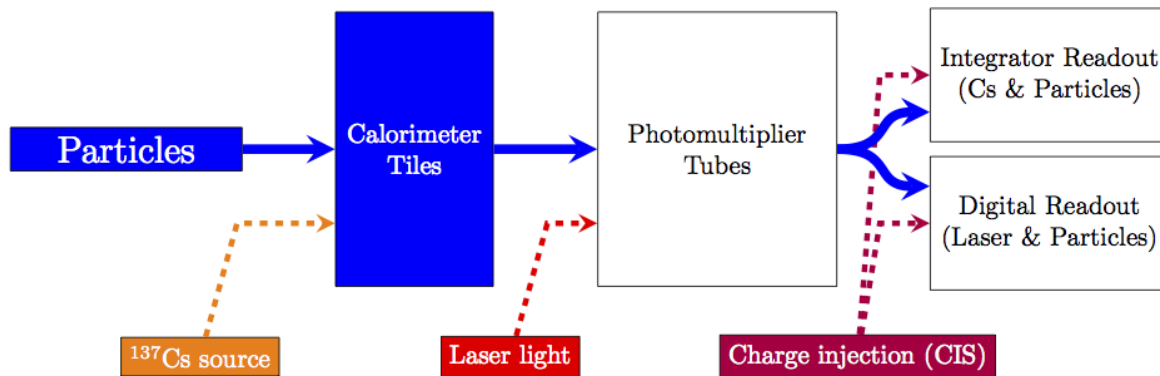 Particles
Calorimeter
Tiles
Photomultiplier
Tubes
Integrator Readout
(Cs & Particles)
Digital Readout
(Laser & Particles)
¹³⁷Cs source
Laser light
Charge injection (CIS)